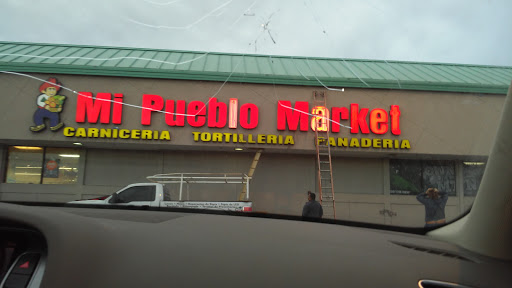 Mi Pueblo Market
CARNICERIA TORTILLERIA PANADERIA